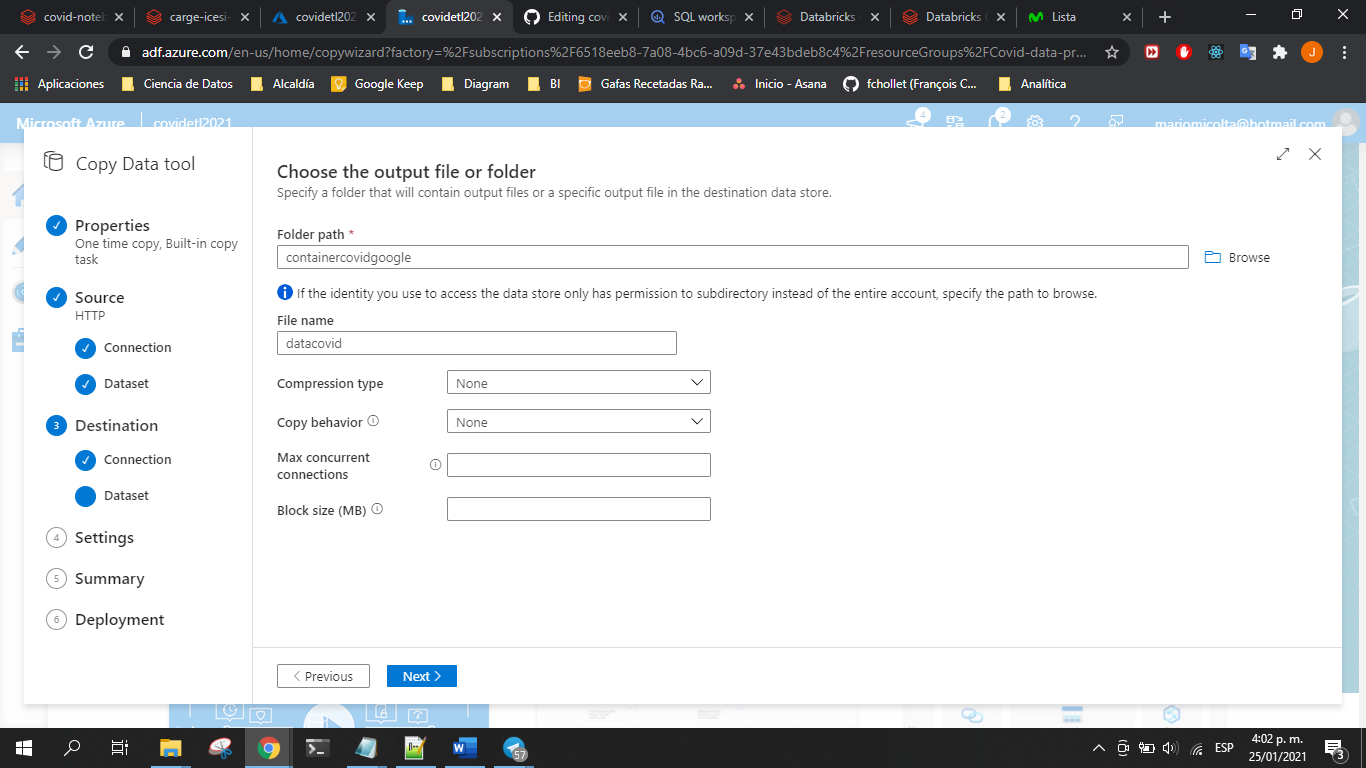 covid-noteb
carge-icesi-
covidetl202
covidetl202
Editing covi
SQL worksp
Databricks
Databricks
Lista
adf.azure.com/en-us/home/copywizard?factory=%2Fsubscriptions%2F6518eeb8-7a08-4bc6-a09d-37e43bdeb8c4%2FresourceGroups%2FCovid-data-pr...
J
Aplicaciones
Ciencia de Datos
Alcaldía
Google Keep
Diagram
BI
Gafas Recetadas Ra...
Inicio - Asana
fchollet (François C...
Analítica
Microsoft Azure
covidetl2021
4
2
mariomicolta@hotmail.com
Copy Data tool
Properties
One time copy, Built-in copy
task
Source
HTTP
Connection
Dataset
3 Destination
Connection
Dataset
4 Settings
5 Summary
6 Deployment
Choose the output file or folder
Specify a folder that will contain output files or a specific output file in the destination data store.
Folder path *
containercovidgoogle
Browse
If the identity you use to access the data store only has permission to subdirectory instead of the entire account, specify the path to browse.
File name
datacovid
Compression type
None
Copy behavior
None
Max concurrent
connections
Block size (MB)
< Previous
Next >
57
ESP
4:02 p. m.
25/01/2021
3